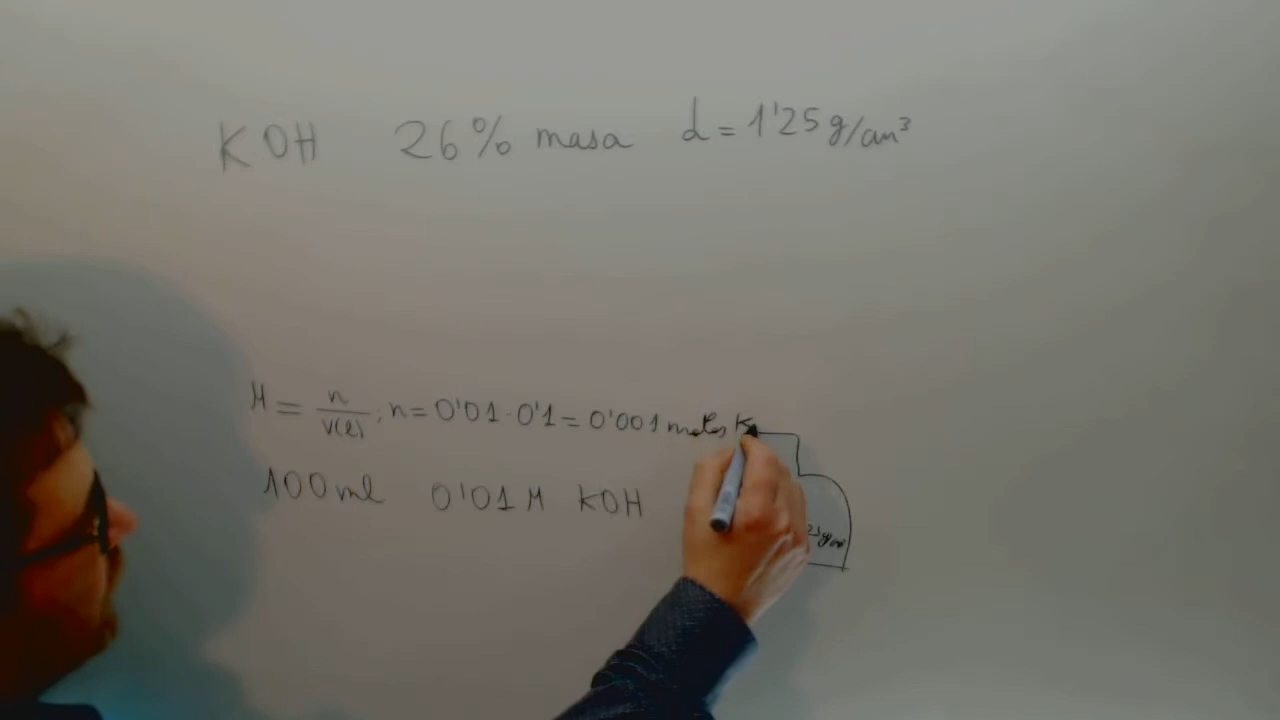 KOH 26% masa d = 1'25 g/cm³
M = n/V(l) ; n = 0'01 · 0'1 = 0'001 moles K
100 ml 0'01 M KOH